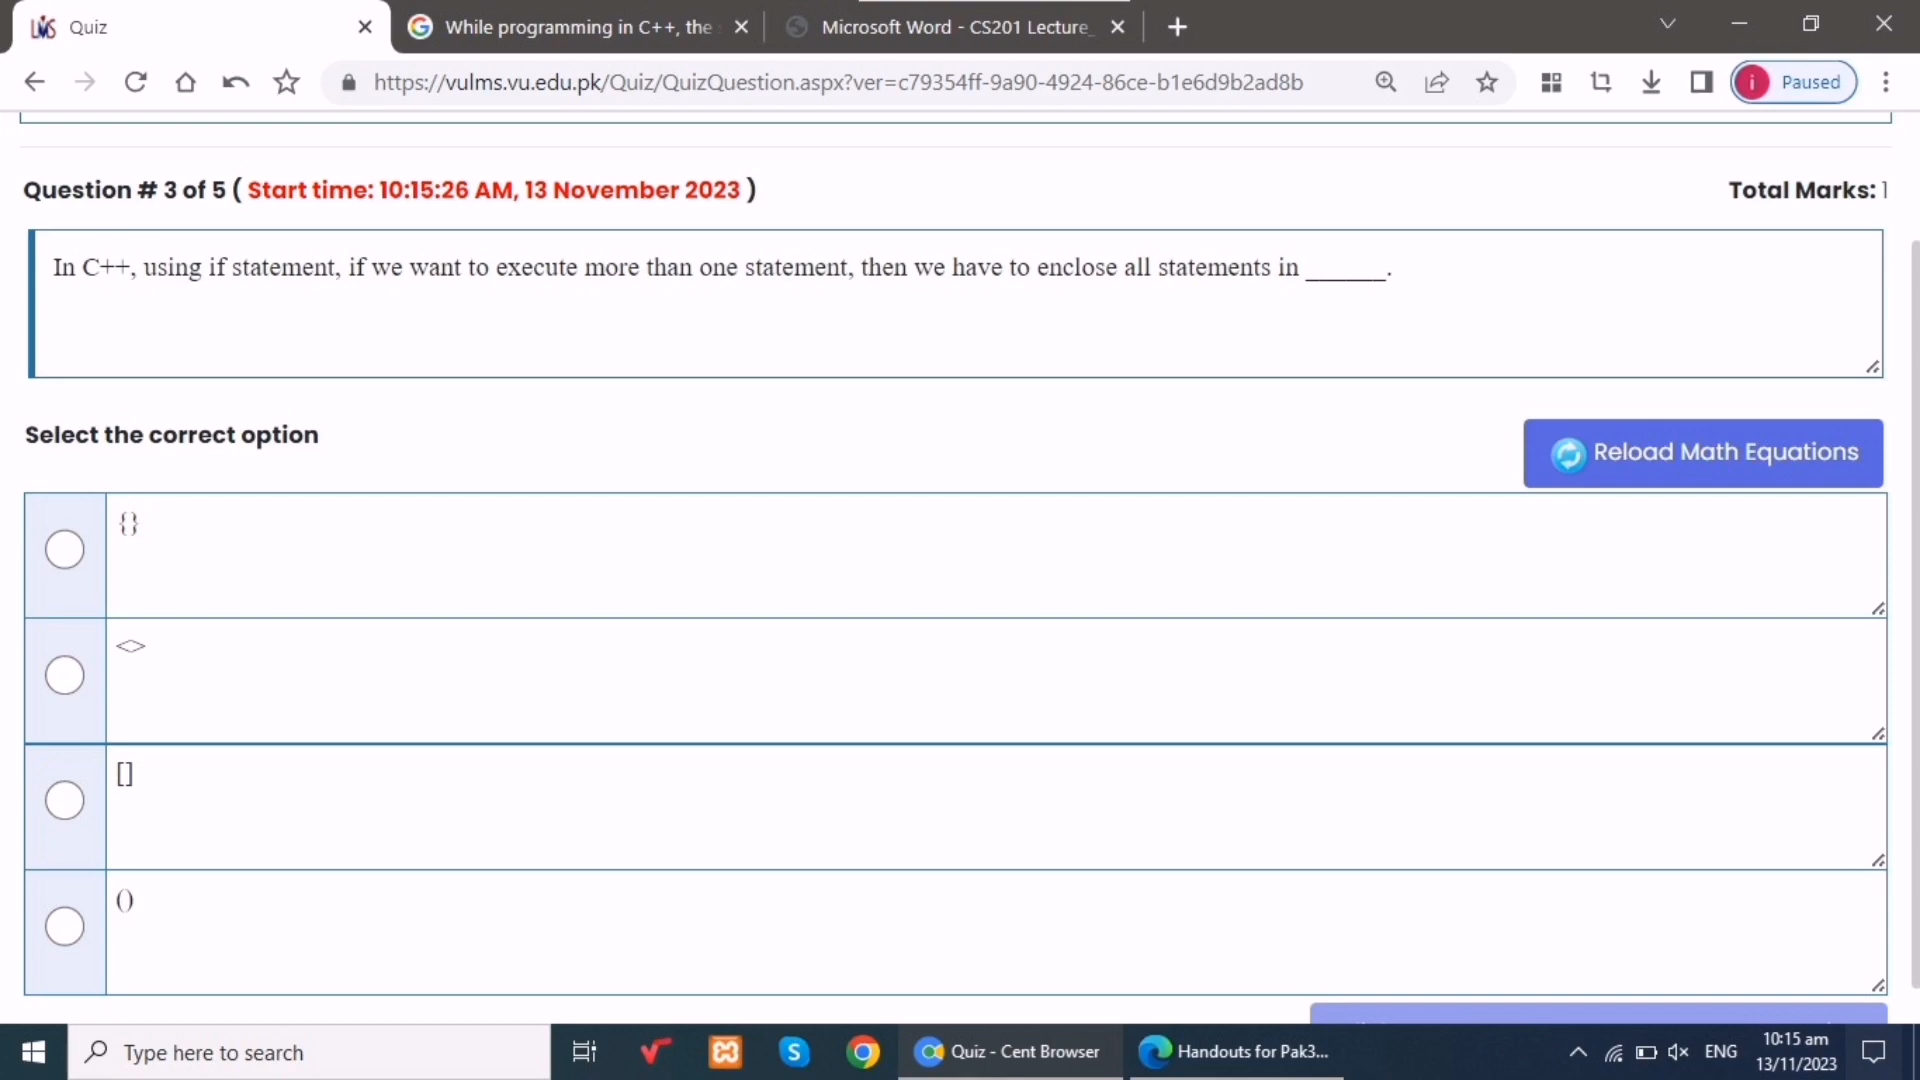 Quiz
While programming in C++, the
Microsoft Word - CS201 Lecture_
https://vulms.vu.edu.pk/Quiz/QuizQuestion.aspx?ver=c79354ff-9a90-4924-86ce-b1e6d9b2ad8b
i
Paused
Question # 3 of 5 ( Start time: 10:15:26 AM, 13 November 2023 )
Total Marks: 1
In C++, using if statement, if we want to execute more than one statement, then we have to enclose all statements in ______.
Select the correct option
Reload Math Equations
{}
<>
[]
()
Type here to search
Quiz - Cent Browser
Handouts for Pak3...
ENG
10:15 am
13/11/2023